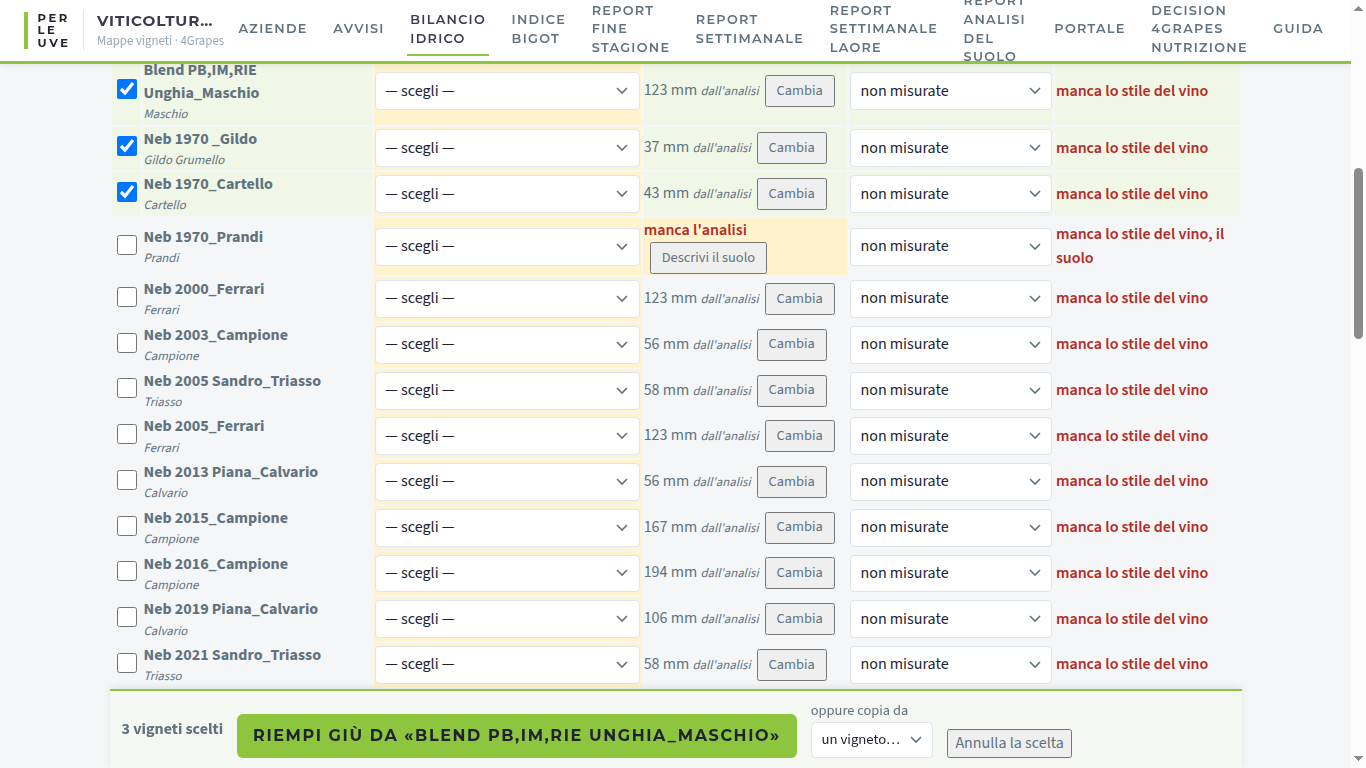 PER
LE
UVE
VITICOLTUR...
Mappe vigneti · 4Grapes
AZIENDE
AVVISI
BILANCIO
IDRICO
INDICE
BIGOT
REPORT
FINE
STAGIONE
REPORT
SETTIMANALE
REPORT
SETTIMANALE
LAORE
REPORT
ANALISI
DEL
SUOLO
PORTALE
DECISION
4GRAPES
NUTRIZIONE
GUIDA
Blend PB,IM,RIE
Unghia_Maschio
Maschio
— scegli —
123 mm dall'analisi
Cambia
non misurate
manca lo stile del vino
Neb 1970 _Gildo
Gildo Grumello
— scegli —
37 mm dall'analisi
Cambia
non misurate
manca lo stile del vino
Neb 1970_Cartello
Cartello
— scegli —
43 mm dall'analisi
Cambia
non misurate
manca lo stile del vino
Neb 1970_Prandi
Prandi
— scegli —
manca l'analisi
Descrivi il suolo
non misurate
manca lo stile del vino, il
suolo
Neb 2000_Ferrari
Ferrari
— scegli —
123 mm dall'analisi
Cambia
non misurate
manca lo stile del vino
Neb 2003_Campione
Campione
— scegli —
56 mm dall'analisi
Cambia
non misurate
manca lo stile del vino
Neb 2005 Sandro_Triasso
Triasso
— scegli —
58 mm dall'analisi
Cambia
non misurate
manca lo stile del vino
Neb 2005_Ferrari
Ferrari
— scegli —
123 mm dall'analisi
Cambia
non misurate
manca lo stile del vino
Neb 2013 Piana_Calvario
Calvario
— scegli —
56 mm dall'analisi
Cambia
non misurate
manca lo stile del vino
Neb 2015_Campione
Campione
— scegli —
167 mm dall'analisi
Cambia
non misurate
manca lo stile del vino
Neb 2016_Campione
Campione
— scegli —
194 mm dall'analisi
Cambia
non misurate
manca lo stile del vino
Neb 2019 Piana_Calvario
Calvario
— scegli —
106 mm dall'analisi
Cambia
non misurate
manca lo stile del vino
Neb 2021 Sandro_Triasso
Triasso
— scegli —
58 mm dall'analisi
Cambia
non misurate
manca lo stile del vino
3 vigneti scelti
RIEMPI GIÙ DA «BLEND PB,IM,RIE UNGHIA_MASCHIO»
oppure copia da
un vigneto...
Annulla la scelta